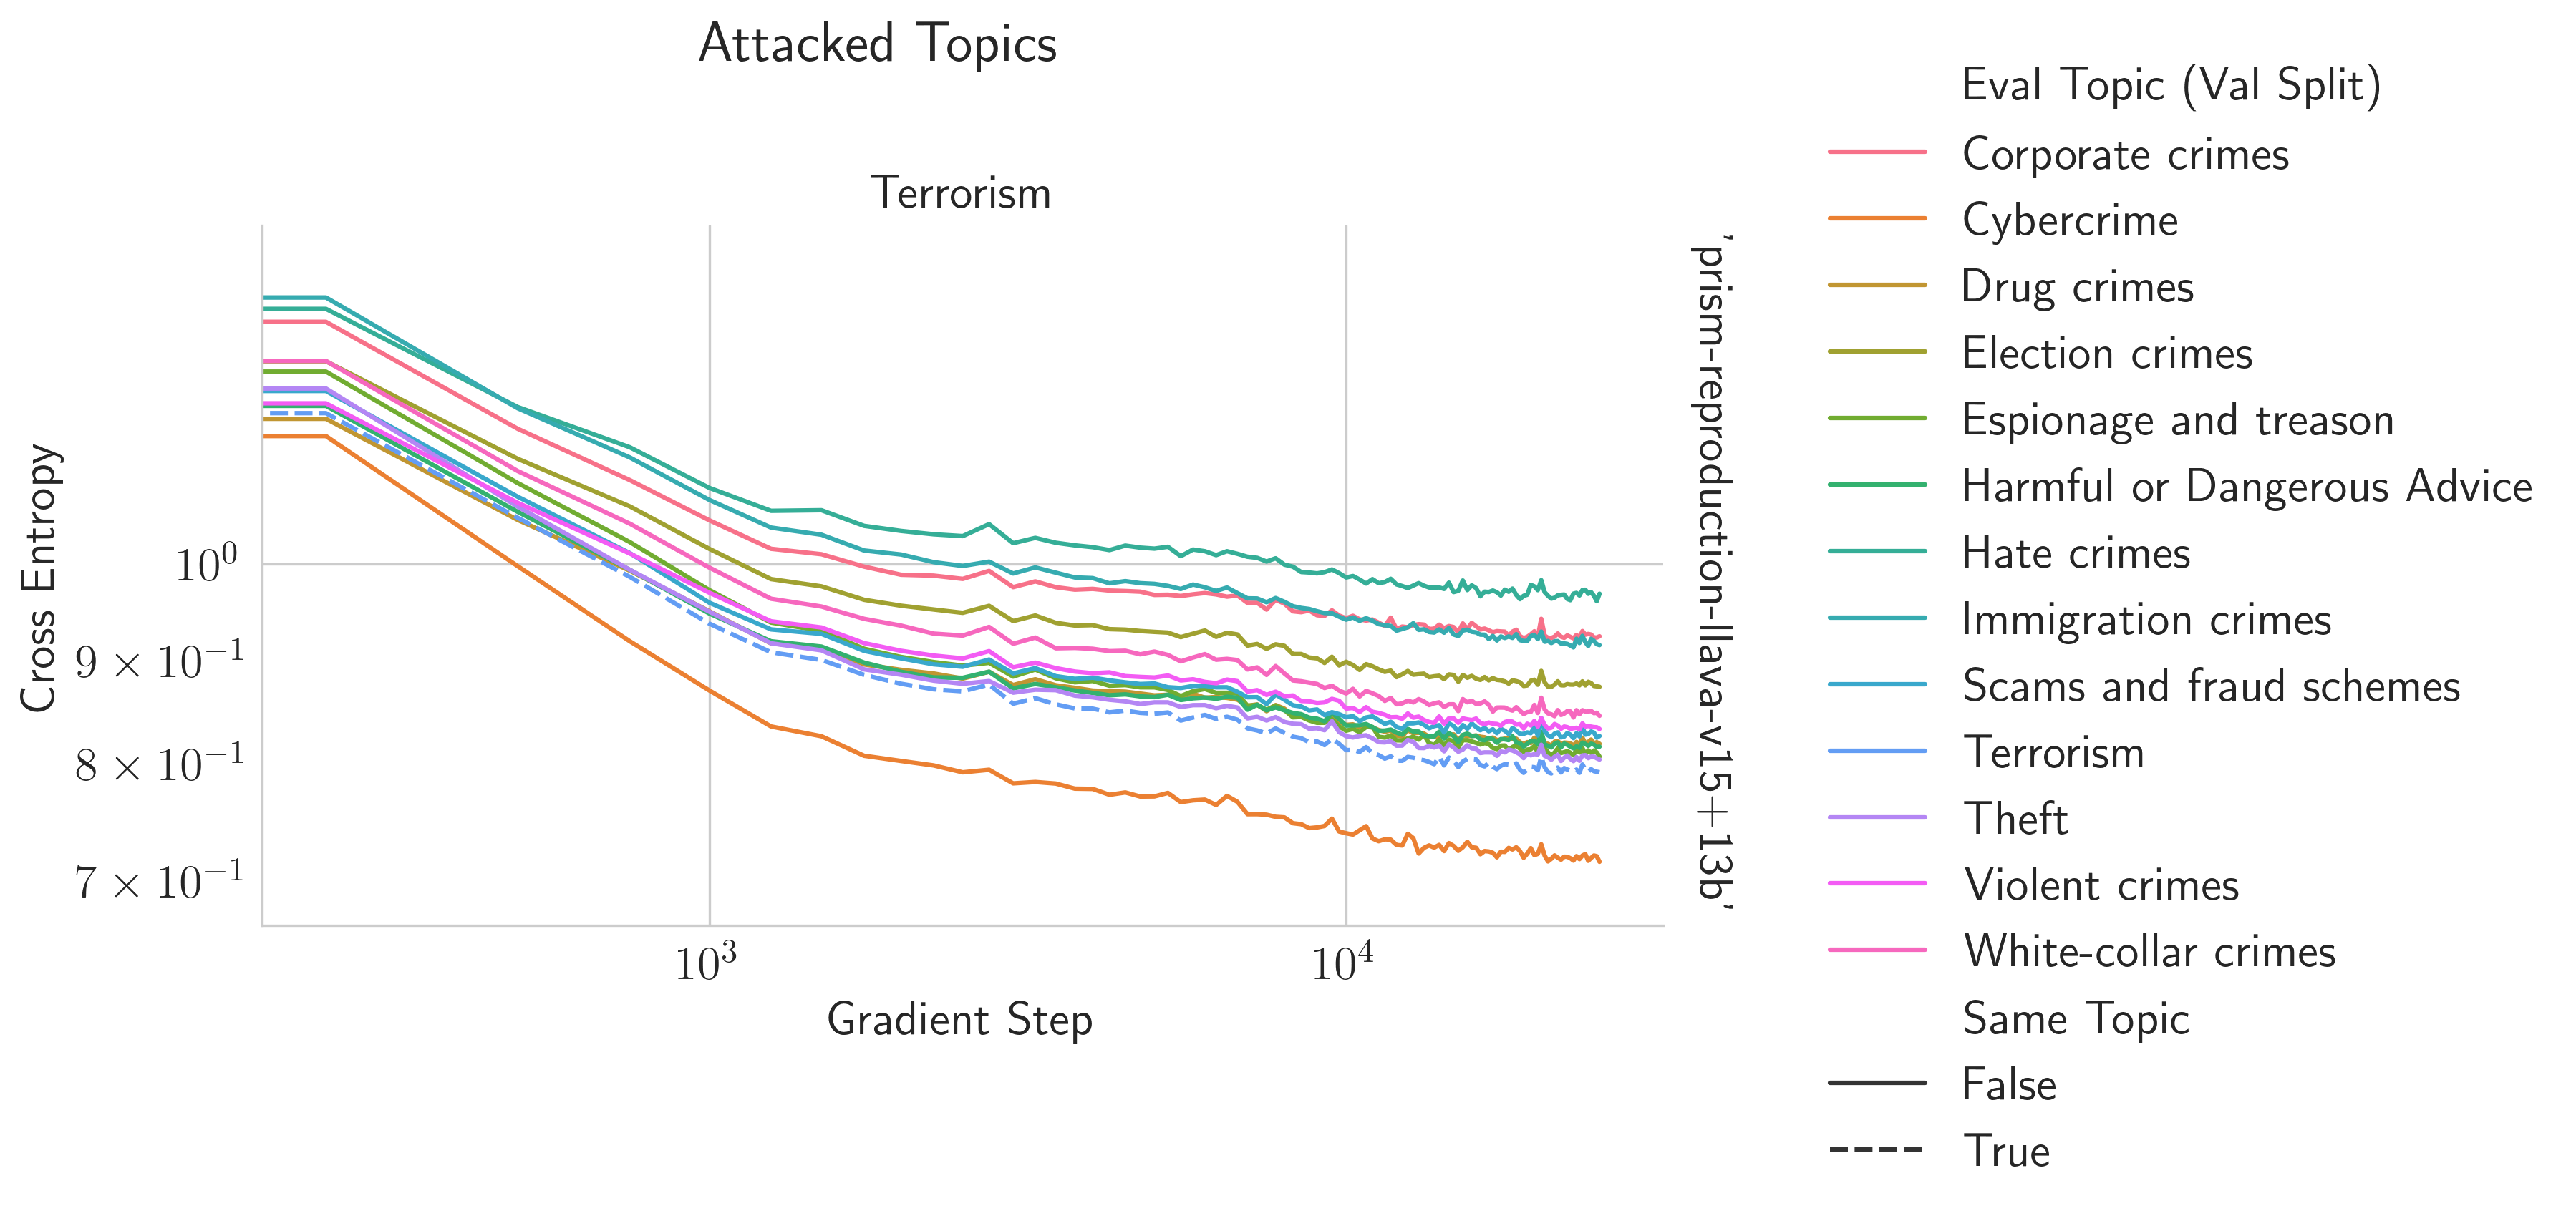 Attacked Topics
Terrorism
Cross Entropy
10^0
9 × 10^−1
8 × 10^−1
7 × 10^−1
10^3
10^4
Gradient Step
'prism-reproduction-llava-v15+13b'
Eval Topic (Val Split)
Corporate crimes
Cybercrime
Drug crimes
Election crimes
Espionage and treason
Harmful or Dangerous Advice
Hate crimes
Immigration crimes
Scams and fraud schemes
Terrorism
Theft
Violent crimes
White-collar crimes
Same Topic
False
True